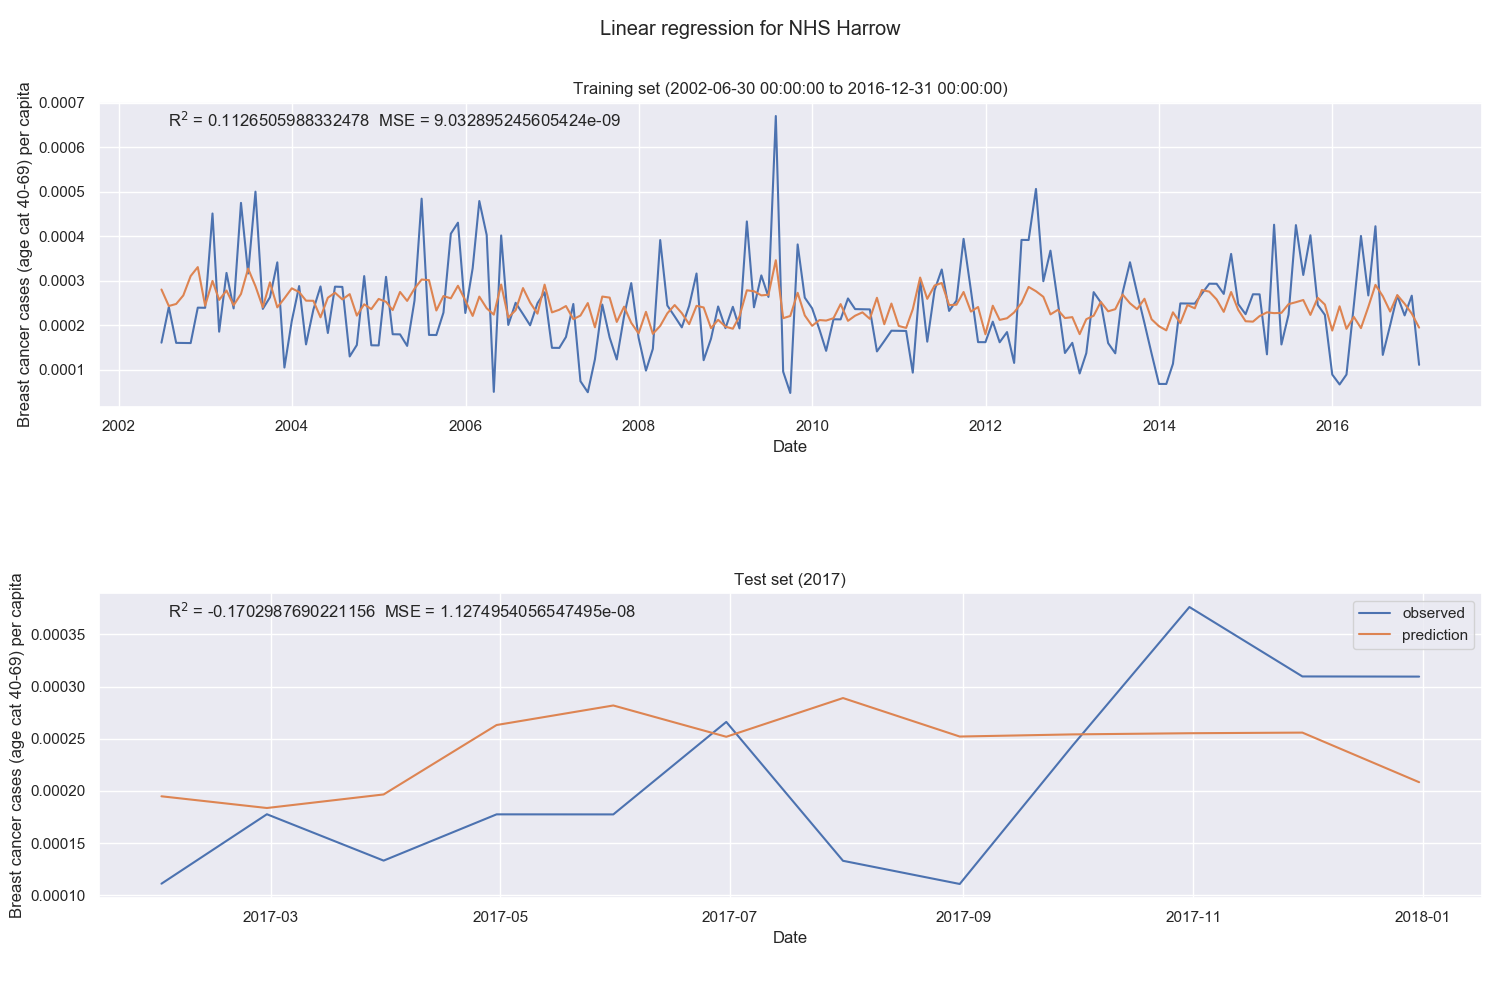 Linear regression for NHS Harrow
Training set (2002-06-30 00:00:00 to 2016-12-31 00:00:00)
R² = 0.1126505988332478 MSE = 9.032895245605424e-09
Breast cancer cases (age cat 40-69) per capita
0.0007
0.0006
0.0005
0.0004
0.0003
0.0002
0.0001
2002
2004
2006
2008
2010
2012
2014
2016
Date
Test set (2017)
R² = -0.1702987690221156 MSE = 1.1274954056547495e-08
observed
prediction
Breast cancer cases (age cat 40-69) per capita
0.00035
0.00030
0.00025
0.00020
0.00015
0.00010
2017-03
2017-05
2017-07
2017-09
2017-11
2018-01
Date